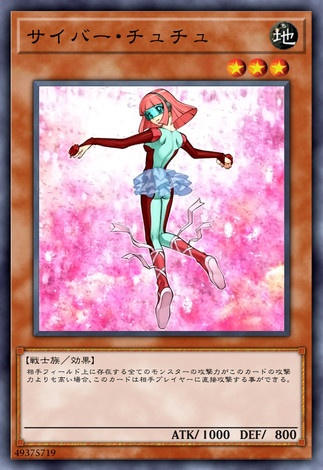 サイバー・チュチュ
地
【戦士族／効果】
相手フィールド上に存在する全てのモンスターの攻撃力がこのカードの攻撃
力よりも高い場合、このカードは相手プレイヤーに直接攻撃する事ができる。
ATK/ 1000 DEF/ 800
49375719